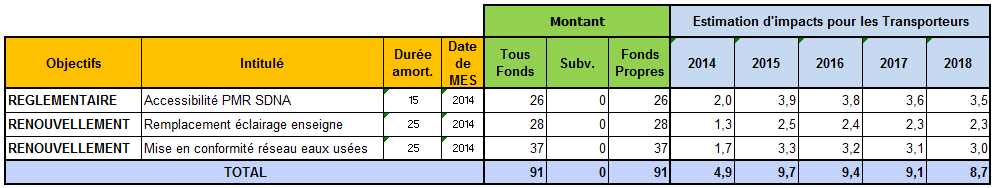 Montant Estimation d'impacts pour les Transporteurs
Objectifs Intitulé Durée amort. Date de MES Tous Fonds Subv. Fonds Propres 2014 2015 2016 2017 2018
REGLEMENTAIRE Accessibilité PMR SDNA 15 2014 26 0 26 2,0 3,9 3,8 3,6 3,5
RENOUVELLEMENT Remplacement éclairage enseigne 25 2014 28 0 28 1,3 2,5 2,4 2,3 2,3
RENOUVELLEMENT Mise en conformité réseau eaux usées 25 2014 37 0 37 1,7 3,3 3,2 3,1 3,0
TOTAL 91 0 91 4,9 9,7 9,4 9,1 8,7